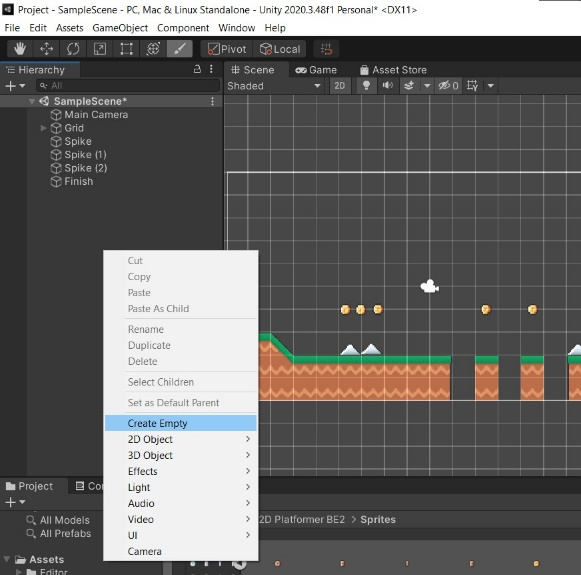 Project - SampleScene - PC, Mac & Linux Standalone - Unity 2020.3.48f1 Personal* <DX11>
File Edit Assets GameObject Component Window Help
Pivot Local
Hierarchy
Scene Game Asset Store
All
Shaded 2D 0
SampleScene*
Main Camera
Grid
Spike
Spike (1)
Spike (2)
Finish
Cut
Copy
Paste
Paste As Child
Rename
Duplicate
Delete
Select Children
Set as Default Parent
Create Empty
2D Object
3D Object
Effects
Light
Audio
Video
UI
Camera
Project
All Models
All Prefabs
2D Platformer BE2 > Sprites
Assets
Editor